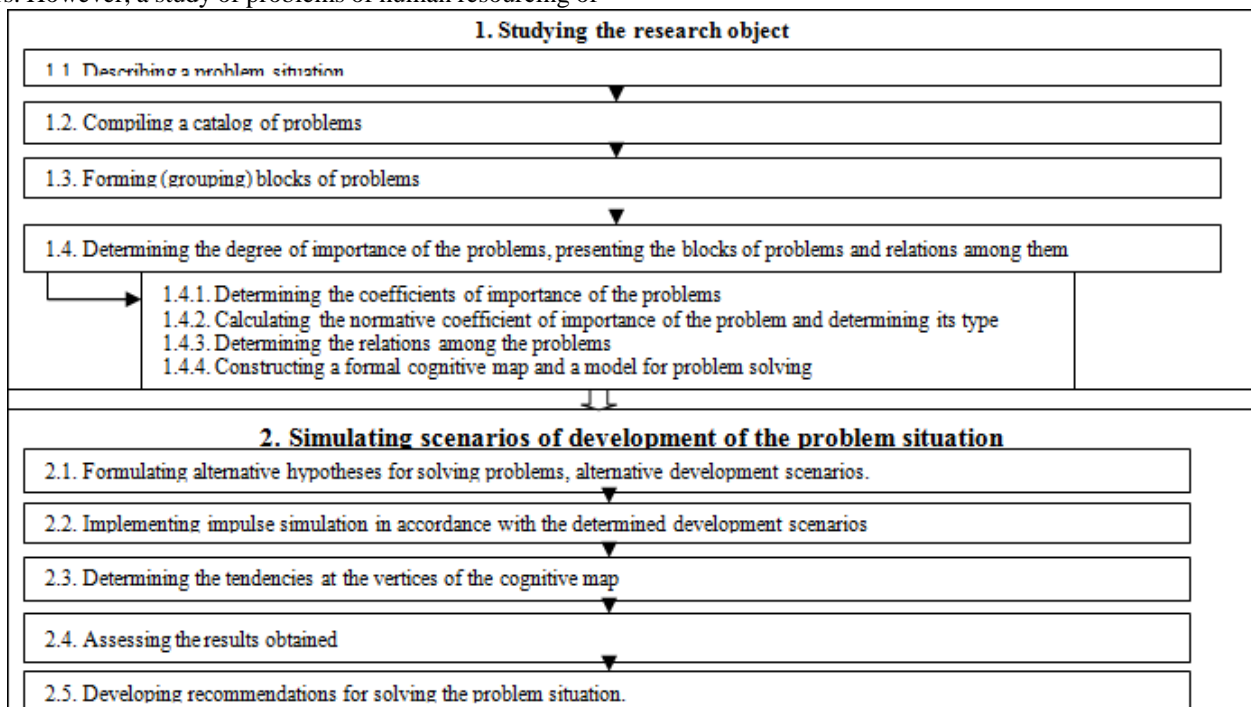 s. However, a study of problems of human resourcing of
1. Studying the research object
1.1. Describing a problem situation
1.2. Compiling a catalog of problems
1.3. Forming (grouping) blocks of problems
1.4. Determining the degree of importance of the problems, presenting the blocks of problems and relations among them
1.4.1. Determining the coefficients of importance of the problems
1.4.2. Calculating the normative coefficient of importance of the problem and determining its type
1.4.3. Determining the relations among the problems
1.4.4. Constructing a formal cognitive map and a model for problem solving
2. Simulating scenarios of development of the problem situation
2.1. Formulating alternative hypotheses for solving problems, alternative development scenarios.
2.2. Implementing impulse simulation in accordance with the determined development scenarios
2.3. Determining the tendencies at the vertices of the cognitive map
2.4. Assessing the results obtained
2.5. Developing recommendations for solving the problem situation.